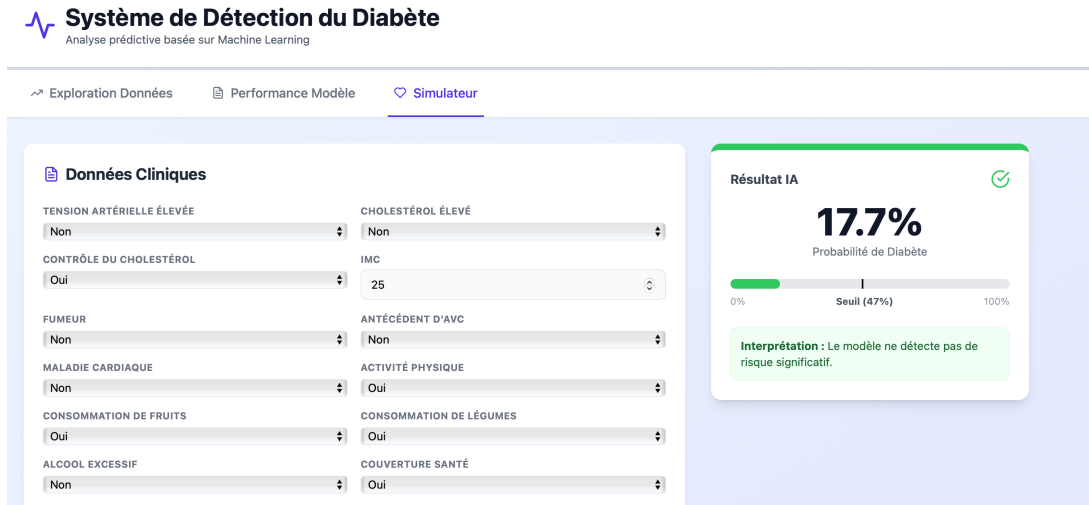 Système de Détection du Diabète
Analyse prédictive basée sur Machine Learning
Exploration Données
Performance Modèle
Simulateur
Données Cliniques
TENSION ARTÉRIELLE ÉLEVÉE
Non
CHOLESTÉROL ÉLEVÉ
Non
CONTRÔLE DU CHOLESTÉROL
Oui
IMC
25
FUMEUR
Non
ANTÉCÉDENT D'AVC
Non
MALADIE CARDIAQUE
Non
ACTIVITÉ PHYSIQUE
Oui
CONSOMMATION DE FRUITS
Oui
CONSOMMATION DE LÉGUMES
Oui
ALCOOL EXCESSIF
Non
COUVERTURE SANTÉ
Oui
Résultat IA
17.7%
Probabilité de Diabète
0%
Seuil (47%)
100%
Interprétation : Le modèle ne détecte pas de
risque significatif.